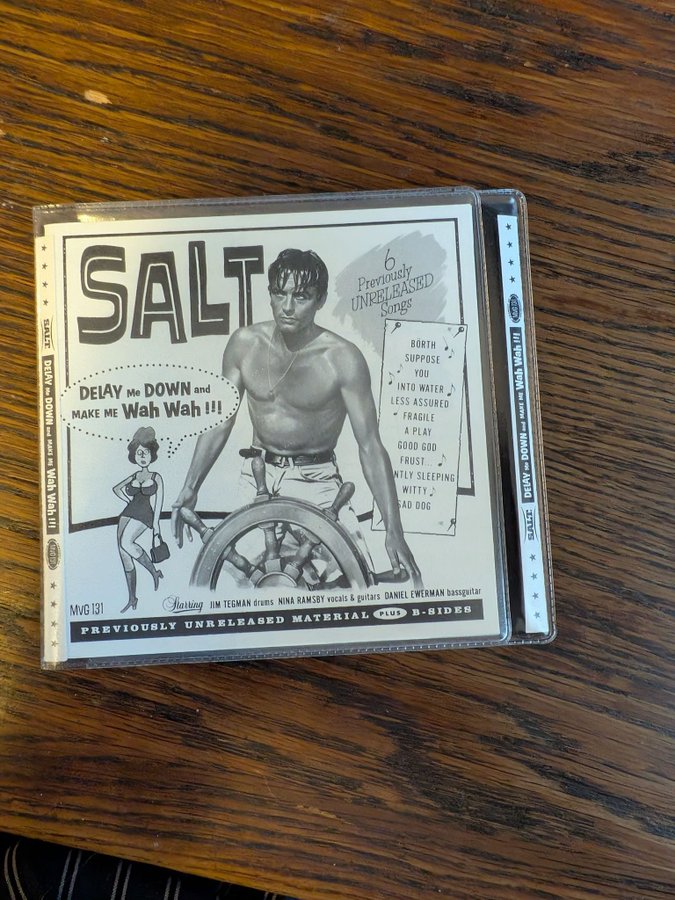 SALT
6
Previously
UNRELEASED
Songs
BÖRTH
SUPPOSE
YOU
INTO WATER
LESS ASSURED
FRAGILE
A PLAY
GOOD GOD
FRUST...
NTLY SLEEPING
WITTY
SAD DOG
DELAY Me DOWN and
MAKE ME Wah Wah !!!
MVG 131
Starring JIM TEGMAN drums NINA RAMSBY vocals & guitars DANIEL EWERMAN bassguitar
PREVIOUSLY UNRELEASED MATERIAL PLUS B-SIDES
SALT DELAY Me DOWN and MAKE ME Wah Wah !!!
SALT DELAY Me DOWN and MAKE ME Wah Wah !!!